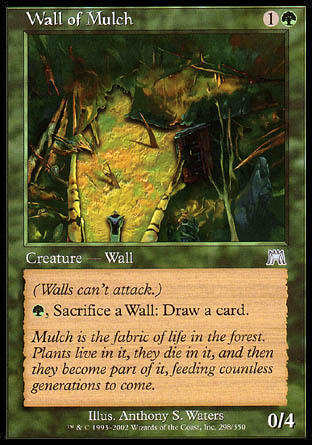 Wall of Mulch 1
Creature — Wall
(Walls can't attack.)
, Sacrifice a Wall: Draw a card.
Mulch is the fabric of life in the forest.
Plants live in it, they die in it, and then
they become part of it, feeding countless
generations to come.
Illus. Anthony S. Waters
™ & © 1993-2002 Wizards of the Coast, Inc. 298/350
0/4